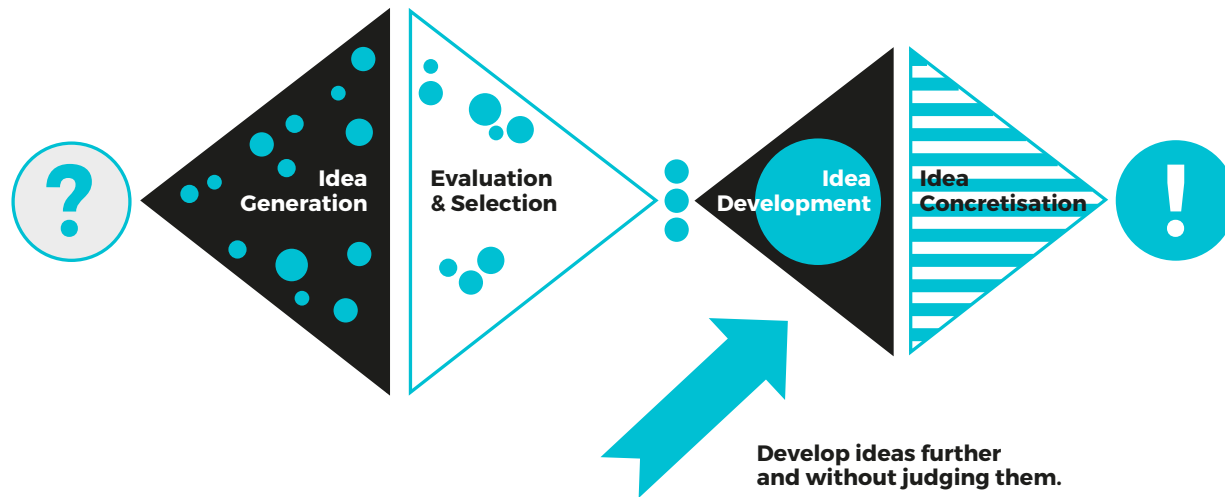 ?
Idea
Generation
Evaluation
& Selection
Idea
Development
Idea
Concretisation
!
Develop ideas further
and without judging them.